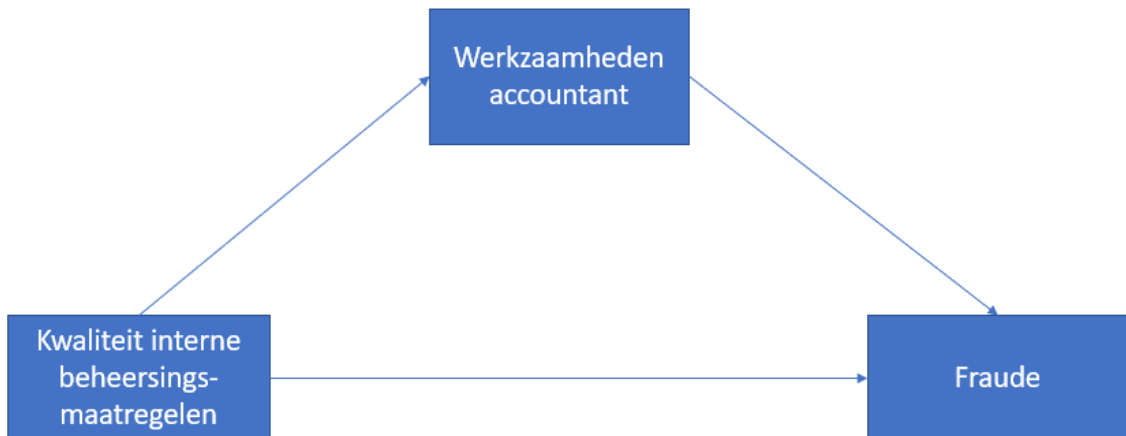 Werkzaamheden
accountant
Kwaliteit interne
beheersings-
maatregelen
Fraude